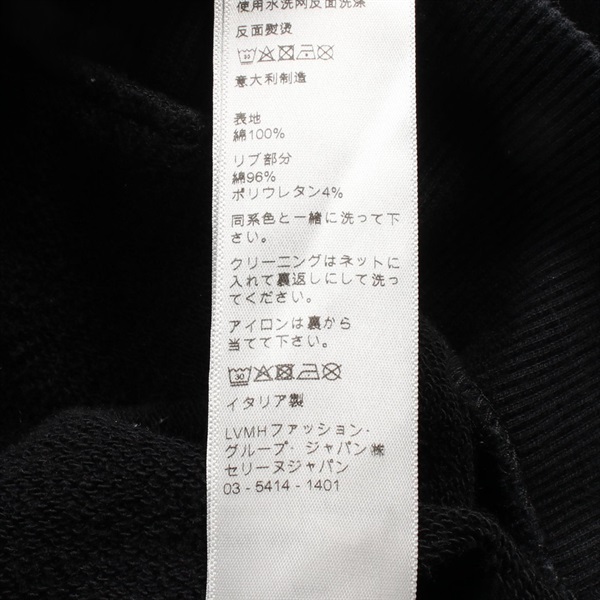 使用水洗网反面洗涤
反面熨烫
30
意大利制造
表地
綿100%
リブ部分
綿96%
ポリウレタン4%
同系色と一緒に洗って下
さい。
クリーニングはネットに
入れて裏返しにして洗っ
てください。
アイロンは裏から
当てて下さい。
30
イタリア製
LVMHファッション・
グループ・ジャパン㈱
セリーヌジャパン
03 - 5414 - 1401